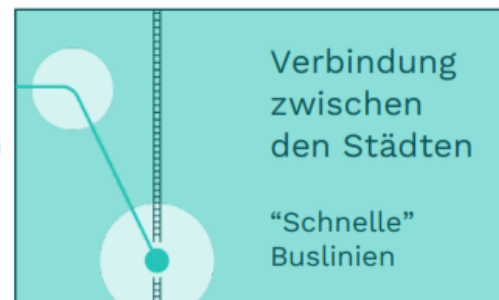 Verbindung
zwischen
den Städten
“Schnelle”
Buslinien